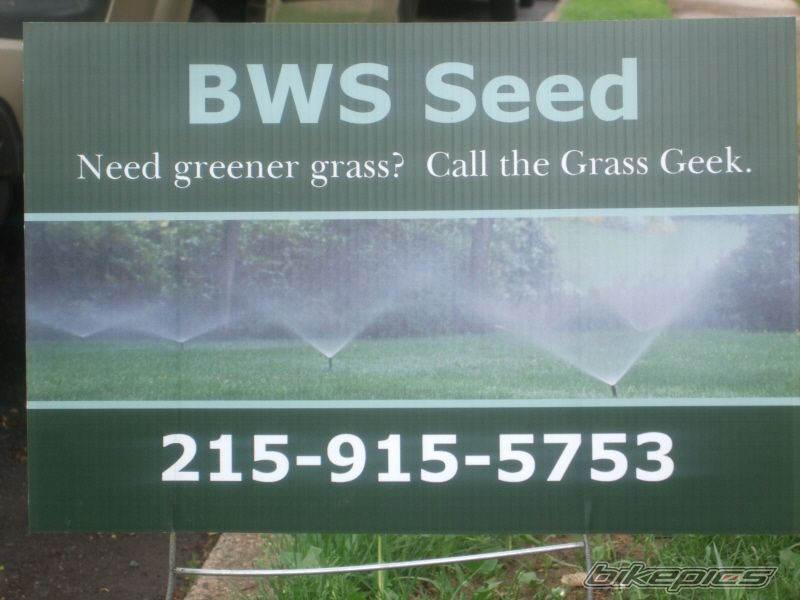 BWS Seed
Need greener grass? Call the Grass Geek.
215-915-5753
bikepics